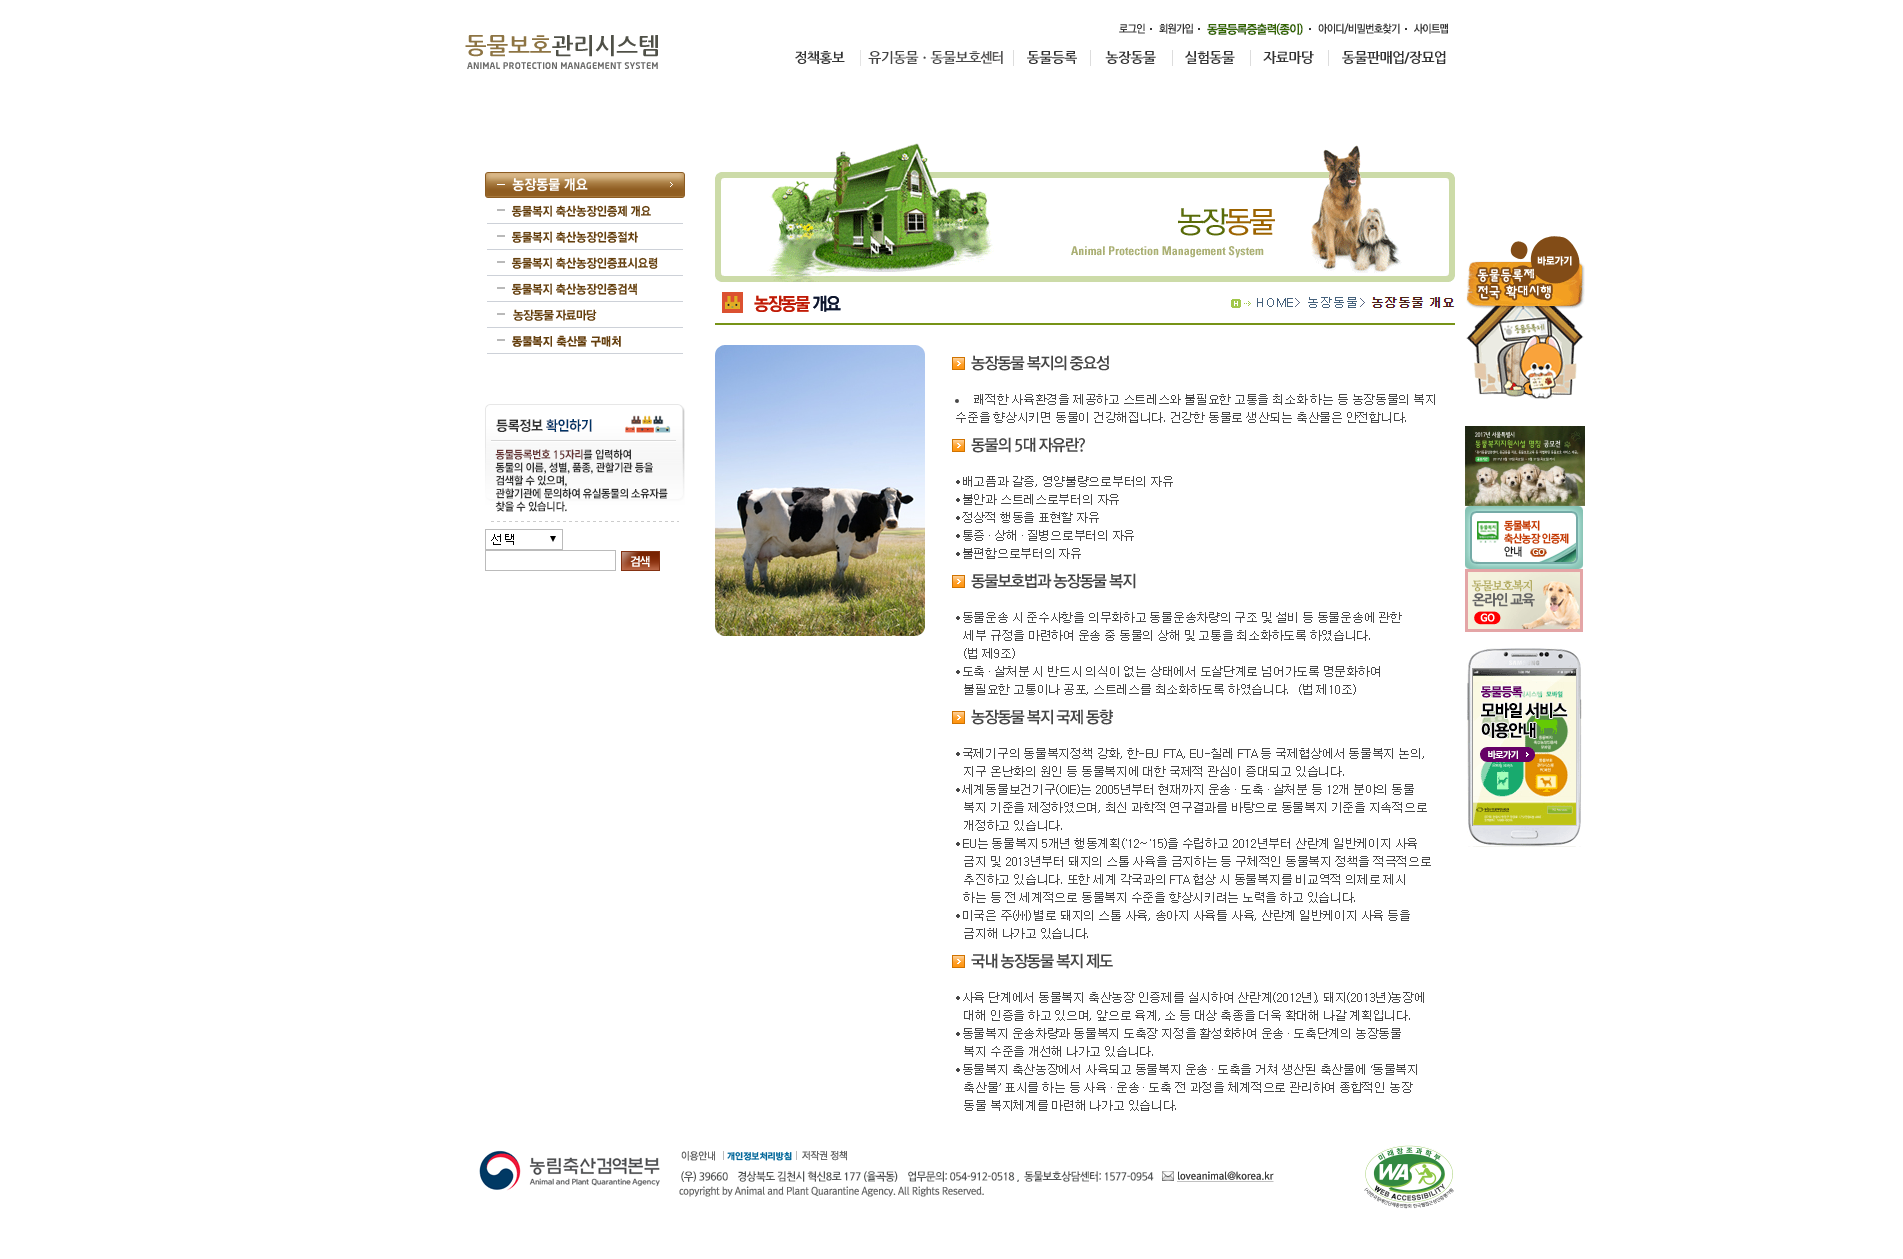 로그인 • 회원가입 • 동물등록증출력(종이) • 아이디/비밀번호찾기 • 사이트맵
동물보호관리시스템
ANIMAL PROTECTION MANAGEMENT SYSTEM
정책홍보 유기동물 · 동물보호센터 동물등록 농장동물 실험동물 자료마당 동물판매업/장묘업
농장동물 개요
동물복지 축산농장인증제 개요
동물복지 축산농장인증절차
동물복지 축산농장인증표시요령
동물복지 축산농장인증검색
농장동물 자료마당
동물복지 축산물 구매처
등록정보 확인하기
동물등록번호 15자리를 입력하여
동물의 이름, 성별, 품종, 관할기관 등을
검색할 수 있으며,
관할기관에 문의하여 유실동물의 소유자를
찾을 수 있습니다.
선택
검색
농장동물
Animal Protection Management System
농장동물 개요
HOME> 농장동물> 농장동물 개요
농장동물 복지의 중요성
• 쾌적한 사육환경을 제공하고 스트레스와 불필요한 고통을 최소화 하는 등 농장동물의 복지
수준을 향상시키면 동물이 건강해집니다. 건강한 동물로 생산되는 축산물은 안전합니다.
동물의 5대 자유란?
•배고픔과 갈증, 영양불량으로부터의 자유
•불안과 스트레스로부터의 자유
•정상적 행동을 표현할 자유
•통증 · 상해 · 질병으로부터의 자유
•불편함으로부터의 자유
동물보호법과 농장동물 복지
•동물운송 시 준수사항을 의무화하고 동물운송차량의 구조 및 설비 등 동물운송에 관한
세부 규정을 마련하여 운송 중 동물의 상해 및 고통을 최소화하도록 하였습니다.
(법 제9조)
•도축 · 살처분 시 반드시 의식이 없는 상태에서 도살단계로 넘어가도록 명문화하여
불필요한 고통이나 공포, 스트레스를 최소화하도록 하였습니다. (법 제10조)
농장동물 복지 국제 동향
•국제기구의 동물복지정책 강화, 한-EU FTA, EU-칠레 FTA 등 국제협상에서 동물복지 논의,
지구 온난화의 원인 등 동물복지에 대한 국제적 관심이 증대되고 있습니다.
•세계동물보건기구(OIE)는 2005년부터 현재까지 운송 · 도축 · 살처분 등 12개 분야의 동물
복지 기준을 제정하였으며, 최신 과학적 연구결과를 바탕으로 동물복지 기준을 지속적으로
개정하고 있습니다.
•EU는 동물복지 5개년 행동계획('12~'15)을 수립하고 2012년부터 산란계 일반케이지 사육
금지 및 2013년부터 돼지의 스톨 사육을 금지하는 등 구체적인 동물복지 정책을 적극적으로
추진하고 있습니다. 또한 세계 각국과의 FTA 협상 시 동물복지를 비교역적 의제로 제시
하는 등 전 세계적으로 동물복지 수준을 향상시키려는 노력을 하고 있습니다.
•미국은 주(州)별로 돼지의 스톨 사육, 송아지 사육틀 사육, 산란계 일반케이지 사육 등을
금지해 나가고 있습니다.
국내 농장동물 복지 제도
•사육 단계에서 동물복지 축산농장 인증제를 실시하여 산란계(2012년), 돼지(2013년)농장에
대해 인증을 하고 있으며, 앞으로 육계, 소 등 대상 축종을 더욱 확대해 나갈 계획입니다.
•동물복지 운송차량과 동물복지 도축장 지정을 활성화하여 운송 · 도축단계의 농장동물
복지 수준을 개선해 나가고 있습니다.
•동물복지 축산농장에서 사육되고 동물복지 운송 · 도축을 거쳐 생산된 축산물에 '동물복지
축산물' 표시를 하는 등 사육 · 운송 · 도축 전 과정을 체계적으로 관리하여 종합적인 농장
동물 복지체계를 마련해 나가고 있습니다.
바로가기
동물등록제
전국 확대시행
동물등록제
2017년 서울특별시
동물복지지원시설 명칭 공모전
동물복지
축산농장 인증제
안내 GO
동물보호복지
온라인 교육
GO
동물등록
모바일 서비스
이용안내
바로가기
농림축산검역본부
Animal and Plant Quarantine Agency
이용안내 | 개인정보처리방침 | 저작권 정책
(우) 39660 경상북도 김천시 혁신8로 177 (율곡동) 업무문의: 054-912-0518 , 동물보호상담센터: 1577-0954 loveanimal@korea.kr
copyright by Animal and Plant Quarantine Agency. All Rights Reserved.
미래창조과학부
WA
WEB ACCESSIBILITY